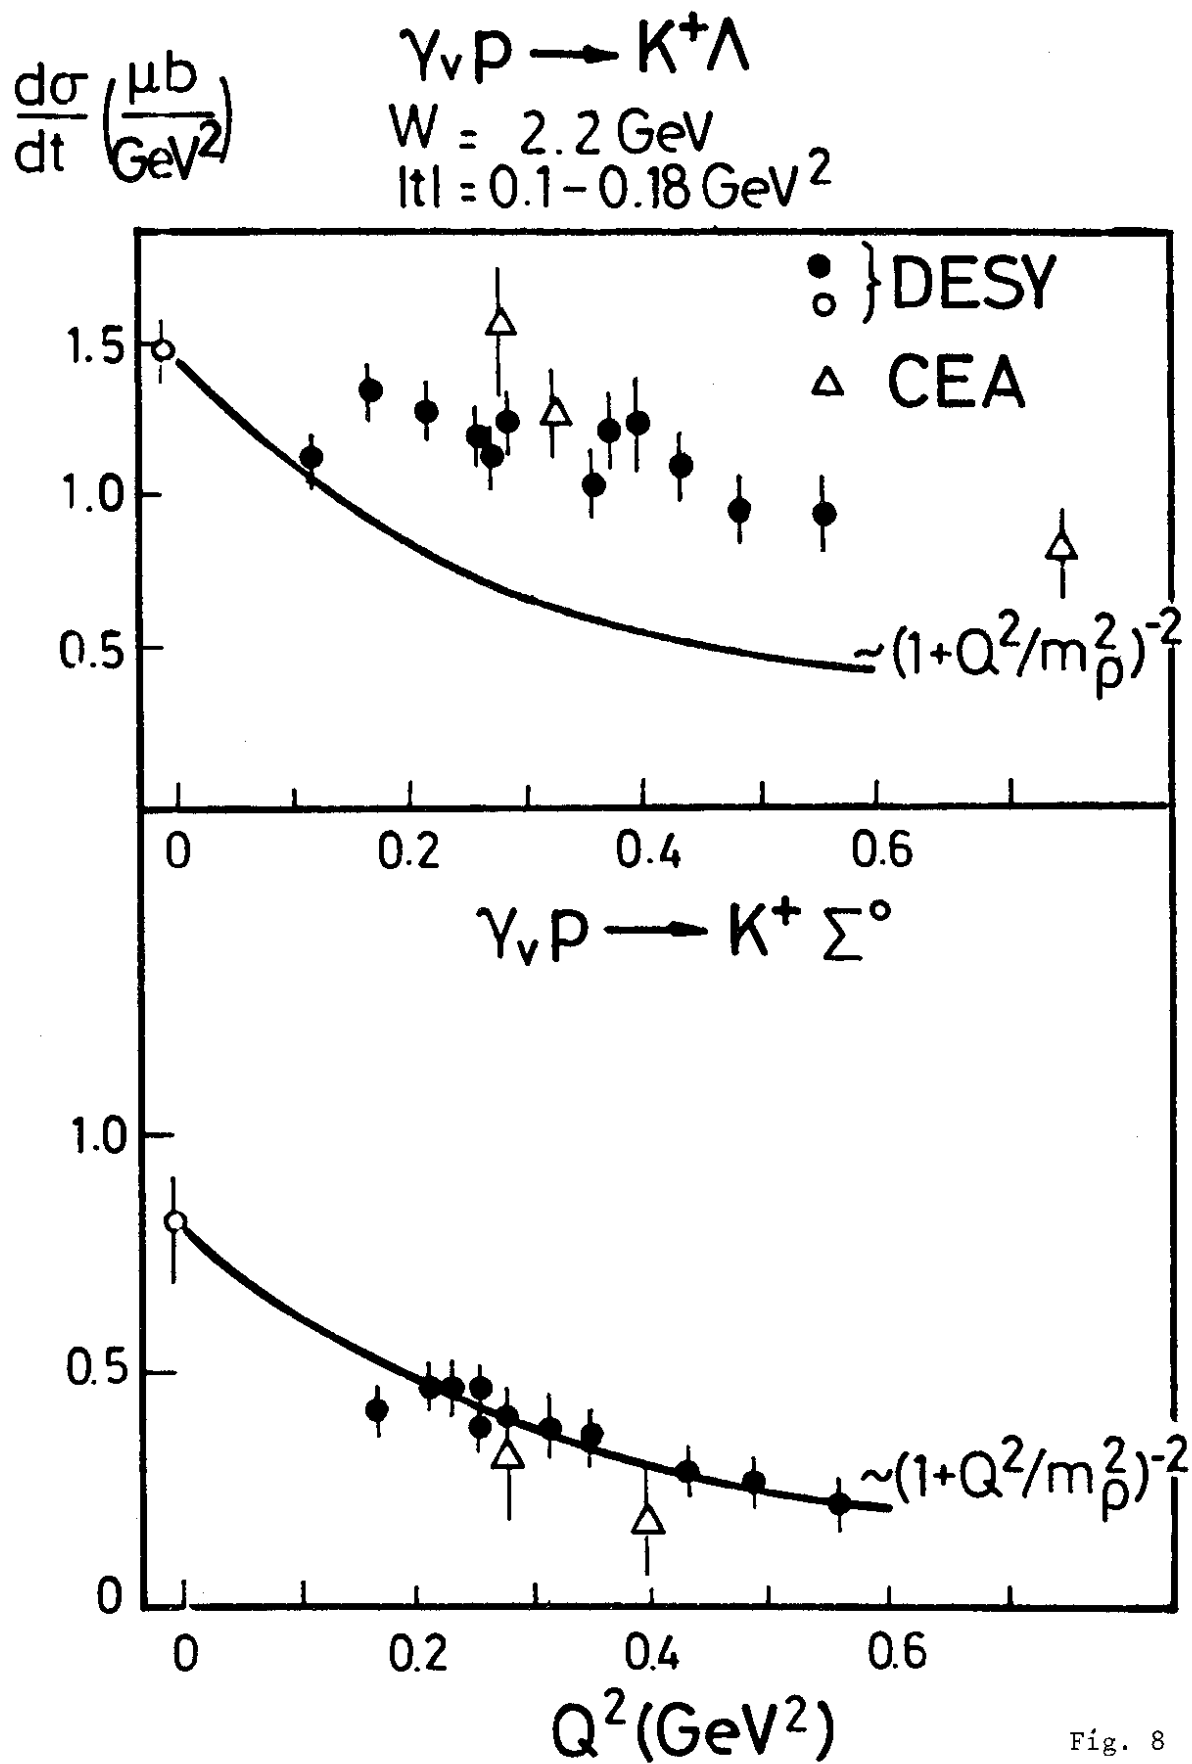 γᵥp → K⁺Λ
dσ/dt (μb/GeV²)
W = 2.2 GeV
|t| = 0.1 – 0.18 GeV²
● ○ } DESY
△ CEA
1.5
1.0
0.5
~(1+Q²/m²ρ)⁻²
0 0.2 0.4 0.6
γᵥp → K⁺ Σ°
1.0
0.5
~(1+Q²/m²ρ)⁻²
0
0 0.2 0.4 0.6
Q² (GeV²)
Fig. 8